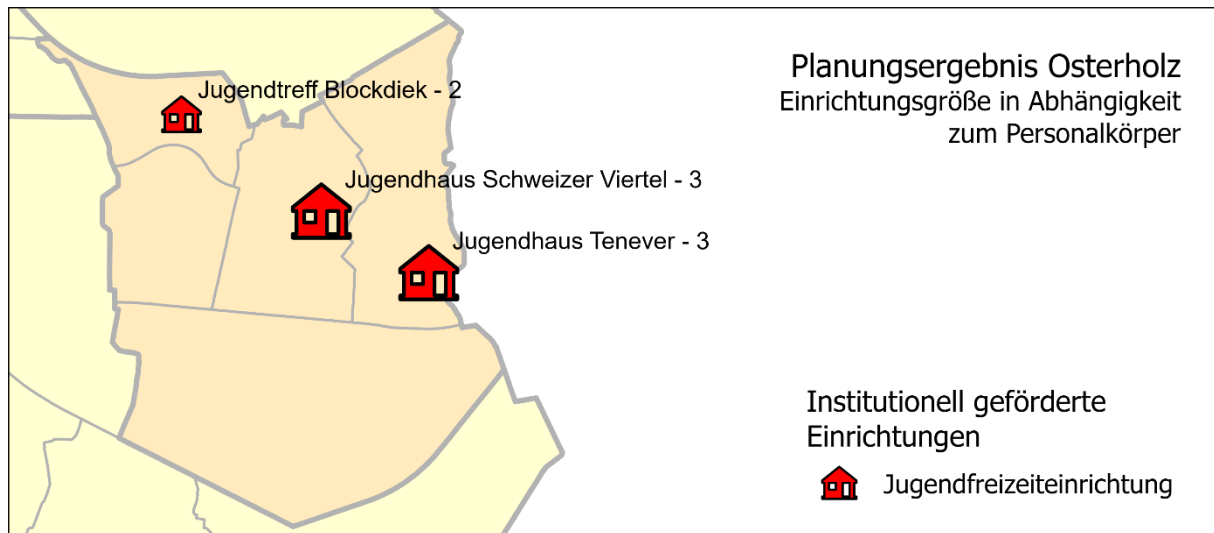 Planungsergebnis Osterholz
Einrichtungsgröße in Abhängigkeit
zum Personalkörper
Jugendtreff Blockdiek - 2
Jugendhaus Schweizer Viertel - 3
Jugendhaus Tenever - 3
Institutionell geförderte
Einrichtungen
Jugendfreizeiteinrichtung